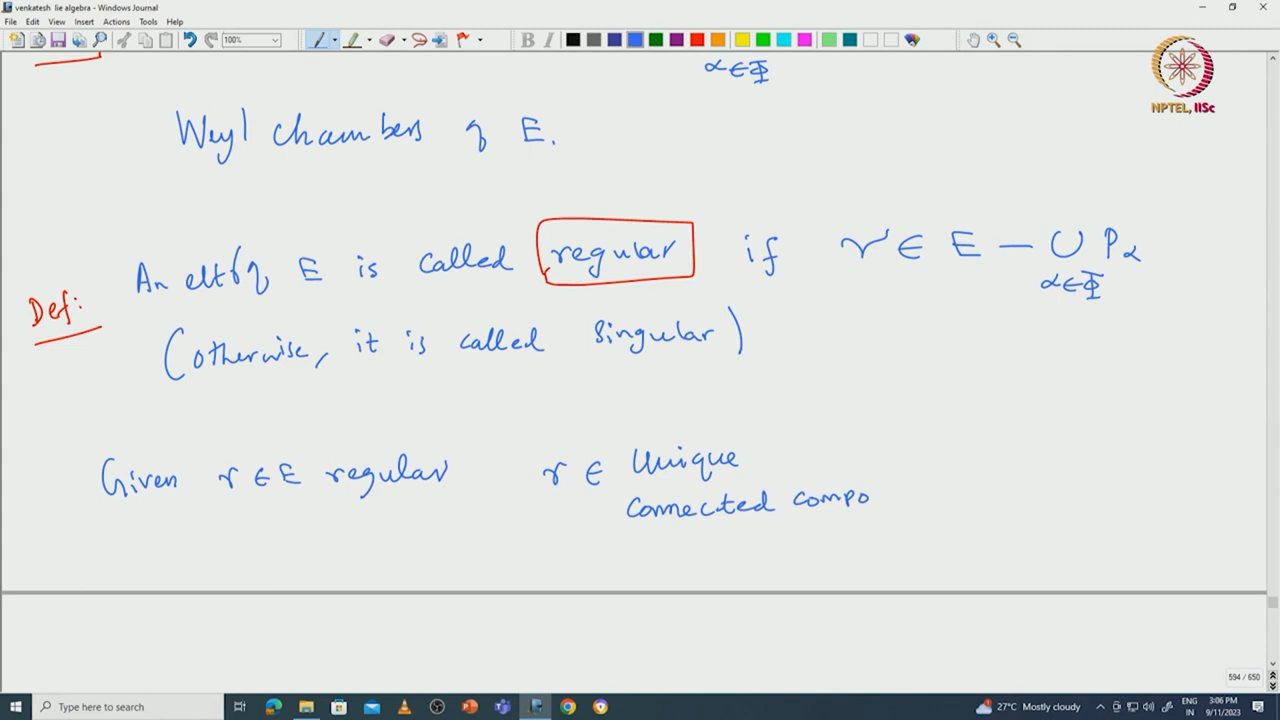 venkatesh lie algebra - Windows Journal
File Edit View Insert Actions Tools Help
100%
B I
α∈Φ
NPTEL, IISc
Weyl chambers of E.
An elt of E is called regular if r ∈ E − ∪ Pα
α∈Φ
Def:
(otherwise, it is called singular)
Given r ∈ E regular r ∈ Unique
Connected compo
594 / 650
Type here to search
27°C Mostly cloudy
ENG
IN
3:06 PM
9/11/2023